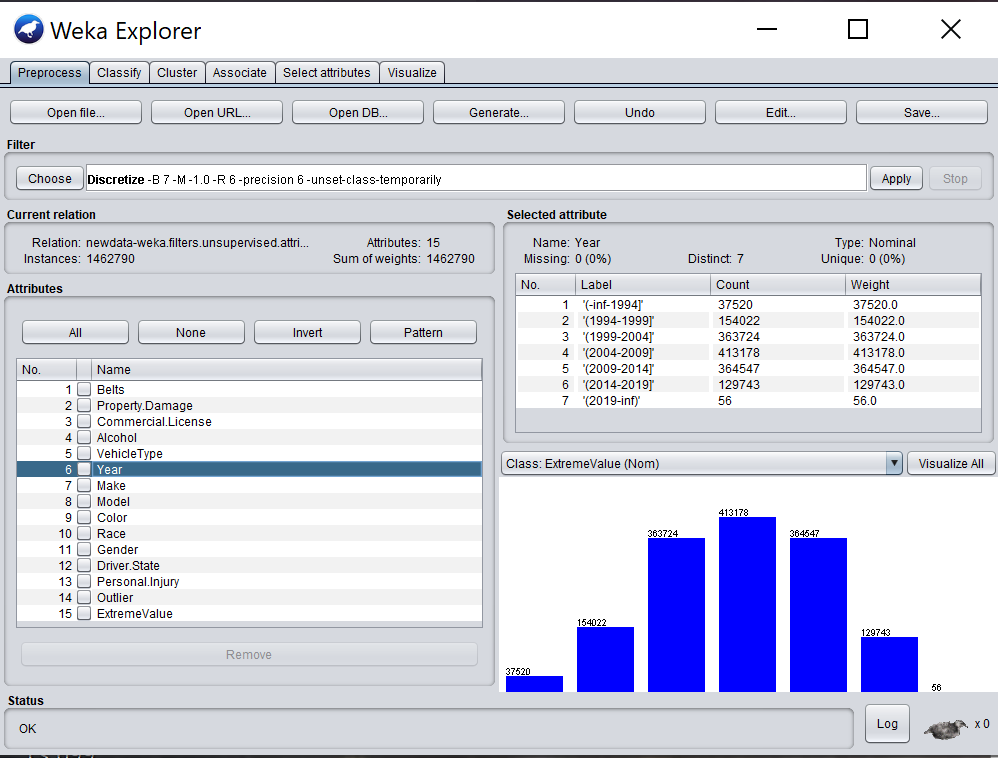 Weka Explorer
Preprocess Classify Cluster Associate Select attributes Visualize
Open file... Open URL... Open DB... Generate... Undo Edit... Save...
Filter
Choose Discretize -B 7 -M -1.0 -R 6 -precision 6 -unset-class-temporarily Apply Stop
Current relation
Relation: newdata-weka.filters.unsupervised.attri... Attributes: 15
Instances: 1462790 Sum of weights: 1462790
Attributes
All None Invert Pattern
No. Name
1 Belts
2 Property.Damage
3 Commercial.License
4 Alcohol
5 VehicleType
6 Year
7 Make
8 Model
9 Color
10 Race
11 Gender
12 Driver.State
13 Personal.Injury
14 Outlier
15 ExtremeValue
Remove
Selected attribute
Name: Year Type: Nominal
Missing: 0 (0%) Distinct: 7 Unique: 0 (0%)
No. Label Count Weight
1 '(-inf-1994]' 37520 37520.0
2 '(1994-1999]' 154022 154022.0
3 '(1999-2004]' 363724 363724.0
4 '(2004-2009]' 413178 413178.0
5 '(2009-2014]' 364547 364547.0
6 '(2014-2019]' 129743 129743.0
7 '(2019-inf)' 56 56.0
Class: ExtremeValue (Nom) Visualize All
37520 154022 363724 413178 364547 129743 56
Status
OK Log x 0